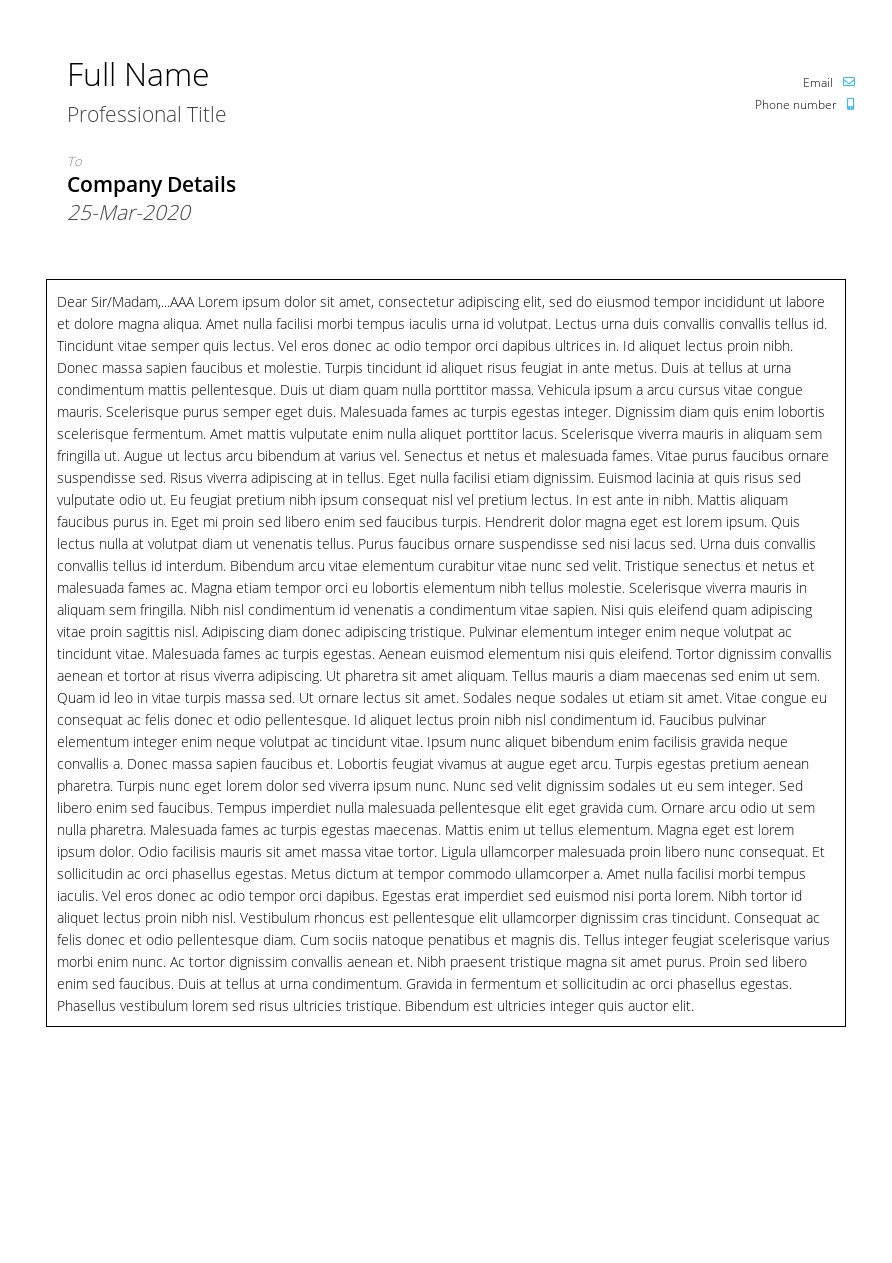 Full Name
Professional Title
Email
Phone number
To
Company Details
25-Mar-2020
Dear Sir/Madam,...AAA Lorem ipsum dolor sit amet, consectetur adipiscing elit, sed do eiusmod tempor incididunt ut labore
et dolore magna aliqua. Amet nulla facilisi morbi tempus iaculis urna id volutpat. Lectus urna duis convallis convallis tellus id.
Tincidunt vitae semper quis lectus. Vel eros donec ac odio tempor orci dapibus ultrices in. Id aliquet lectus proin nibh.
Donec massa sapien faucibus et molestie. Turpis tincidunt id aliquet risus feugiat in ante metus. Duis at tellus at urna
condimentum mattis pellentesque. Duis ut diam quam nulla porttitor massa. Vehicula ipsum a arcu cursus vitae congue
mauris. Scelerisque purus semper eget duis. Malesuada fames ac turpis egestas integer. Dignissim diam quis enim lobortis
scelerisque fermentum. Amet mattis vulputate enim nulla aliquet porttitor lacus. Scelerisque viverra mauris in aliquam sem
fringilla ut. Augue ut lectus arcu bibendum at varius vel. Senectus et netus et malesuada fames. Vitae purus faucibus ornare
suspendisse sed. Risus viverra adipiscing at in tellus. Eget nulla facilisi etiam dignissim. Euismod lacinia at quis risus sed
vulputate odio ut. Eu feugiat pretium nibh ipsum consequat nisl vel pretium lectus. In est ante in nibh. Mattis aliquam
faucibus purus in. Eget mi proin sed libero enim sed faucibus turpis. Hendrerit dolor magna eget est lorem ipsum. Quis
lectus nulla at volutpat diam ut venenatis tellus. Purus faucibus ornare suspendisse sed nisi lacus sed. Urna duis convallis
convallis tellus id interdum. Bibendum arcu vitae elementum curabitur vitae nunc sed velit. Tristique senectus et netus et
malesuada fames ac. Magna etiam tempor orci eu lobortis elementum nibh tellus molestie. Scelerisque viverra mauris in
aliquam sem fringilla. Nibh nisl condimentum id venenatis a condimentum vitae sapien. Nisi quis eleifend quam adipiscing
vitae proin sagittis nisl. Adipiscing diam donec adipiscing tristique. Pulvinar elementum integer enim neque volutpat ac
tincidunt vitae. Malesuada fames ac turpis egestas. Aenean euismod elementum nisi quis eleifend. Tortor dignissim convallis
aenean et tortor at risus viverra adipiscing. Ut pharetra sit amet aliquam. Tellus mauris a diam maecenas sed enim ut sem.
Quam id leo in vitae turpis massa sed. Ut ornare lectus sit amet. Sodales neque sodales ut etiam sit amet. Vitae congue eu
consequat ac felis donec et odio pellentesque. Id aliquet lectus proin nibh nisl condimentum id. Faucibus pulvinar
elementum integer enim neque volutpat ac tincidunt vitae. Ipsum nunc aliquet bibendum enim facilisis gravida neque
convallis a. Donec massa sapien faucibus et. Lobortis feugiat vivamus at augue eget arcu. Turpis egestas pretium aenean
pharetra. Turpis nunc eget lorem dolor sed viverra ipsum nunc. Nunc sed velit dignissim sodales ut eu sem integer. Sed
libero enim sed faucibus. Tempus imperdiet nulla malesuada pellentesque elit eget gravida cum. Ornare arcu odio ut sem
nulla pharetra. Malesuada fames ac turpis egestas maecenas. Mattis enim ut tellus elementum. Magna eget est lorem
ipsum dolor. Odio facilisis mauris sit amet massa vitae tortor. Ligula ullamcorper malesuada proin libero nunc consequat. Et
sollicitudin ac orci phasellus egestas. Metus dictum at tempor commodo ullamcorper a. Amet nulla facilisi morbi tempus
iaculis. Vel eros donec ac odio tempor orci dapibus. Egestas erat imperdiet sed euismod nisi porta lorem. Nibh tortor id
aliquet lectus proin nibh nisl. Vestibulum rhoncus est pellentesque elit ullamcorper dignissim cras tincidunt. Consequat ac
felis donec et odio pellentesque diam. Cum sociis natoque penatibus et magnis dis. Tellus integer feugiat scelerisque varius
morbi enim nunc. Ac tortor dignissim convallis aenean et. Nibh praesent tristique magna sit amet purus. Proin sed libero
enim sed faucibus. Duis at tellus at urna condimentum. Gravida in fermentum et sollicitudin ac orci phasellus egestas.
Phasellus vestibulum lorem sed risus ultricies tristique. Bibendum est ultricies integer quis auctor elit.